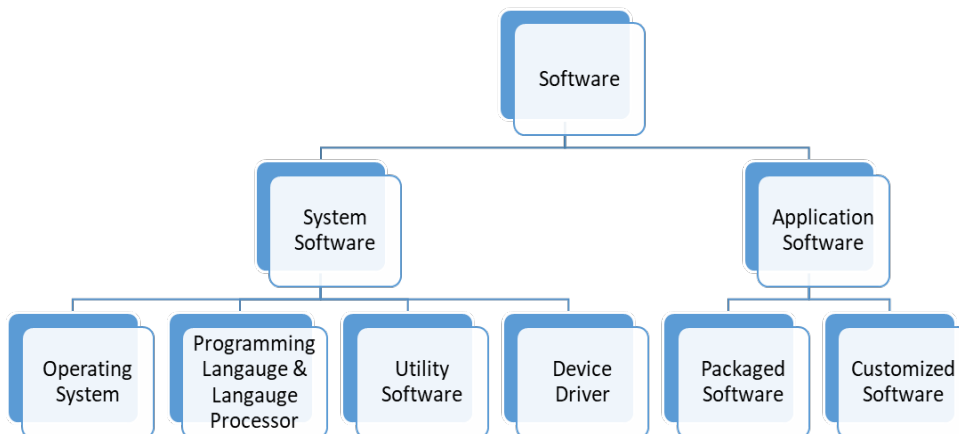 Software
System
Software
Application
Software
Operating
System
Programming
Langauge &
Langauge
Processor
Utility
Software
Device
Driver
Packaged
Software
Customized
Software